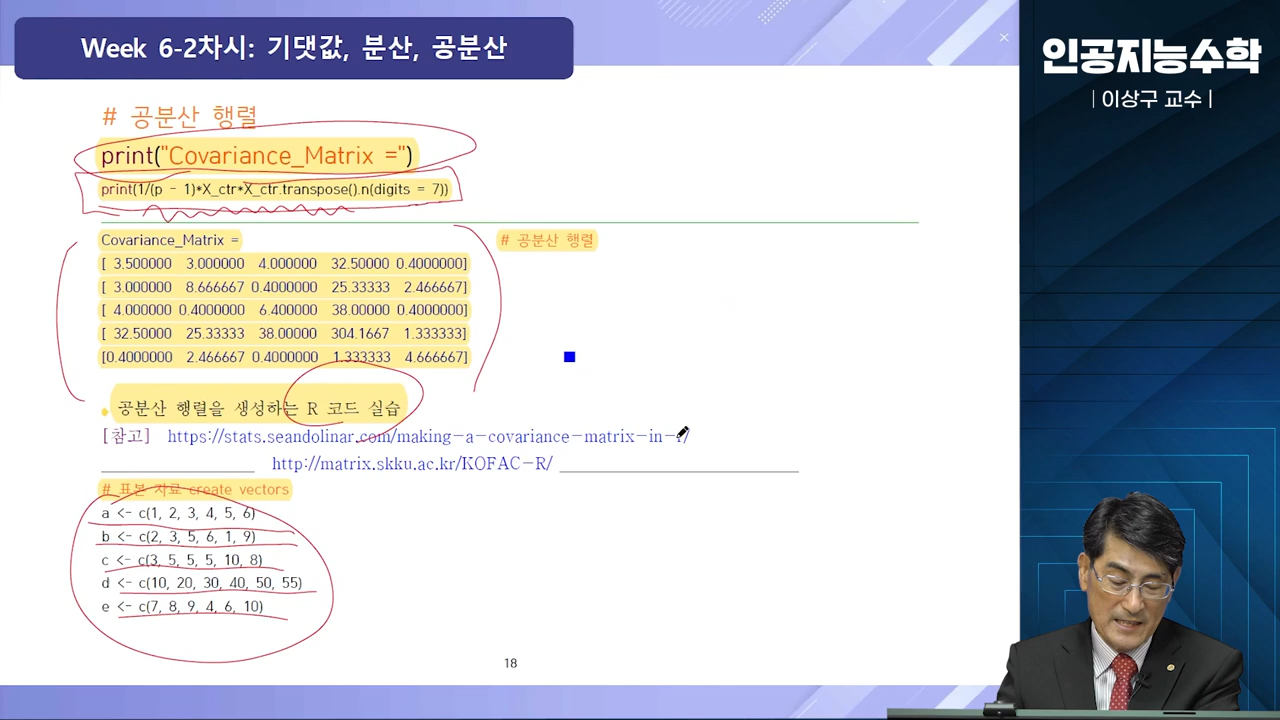 Week 6-2차시: 기댓값, 분산, 공분산
인공지능수학
| 이상구 교수 |
# 공분산 행렬
print("Covariance_Matrix =")
print(1/(p - 1)*X_ctr*X_ctr.transpose().n(digits = 7))
Covariance_Matrix =
# 공분산 행렬
[ 3.500000 3.000000 4.000000 32.50000 0.4000000]
[ 3.000000 8.666667 0.4000000 25.33333 2.466667]
[ 4.000000 0.4000000 6.400000 38.00000 0.4000000]
[ 32.50000 25.33333 38.00000 304.1667 1.333333]
[0.4000000 2.466667 0.4000000 1.333333 4.666667]
공분산 행렬을 생성하는 R 코드 실습
[참고] https://stats.seandolinar.com/making-a-covariance-matrix-in-r/
http://matrix.skku.ac.kr/KOFAC-R/
# 표본 자료 create vectors
a <- c(1, 2, 3, 4, 5, 6)
b <- c(2, 3, 5, 6, 1, 9)
c <- c(3, 5, 5, 5, 10, 8)
d <- c(10, 20, 30, 40, 50, 55)
e <- c(7, 8, 9, 4, 6, 10)
18